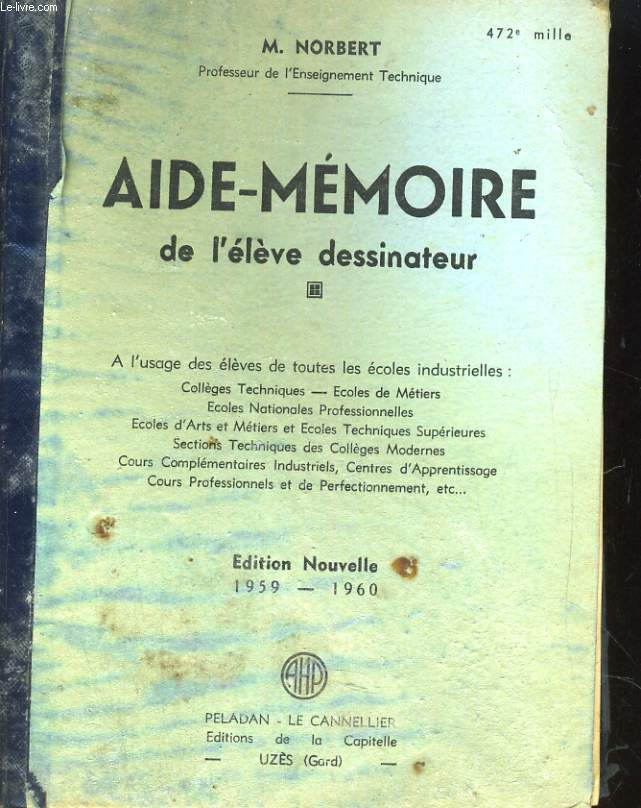 Le-livre.com
472e mille
M. NORBERT
Professeur de l'Enseignement Technique
AIDE-MÉMOIRE
de l'élève dessinateur
A l'usage des élèves de toutes les écoles industrielles :
Collèges Techniques — Ecoles de Métiers
Ecoles Nationales Professionnelles
Ecoles d'Arts et Métiers et Ecoles Techniques Supérieures
Sections Techniques des Collèges Modernes
Cours Complémentaires Industriels, Centres d'Apprentissage
Cours Professionnels et de Perfectionnement, etc...
Edition Nouvelle
1959 — 1960
AHP
PELADAN - LE CANNELLIER
Editions de la Capitelle
— UZÈS (Gard) —